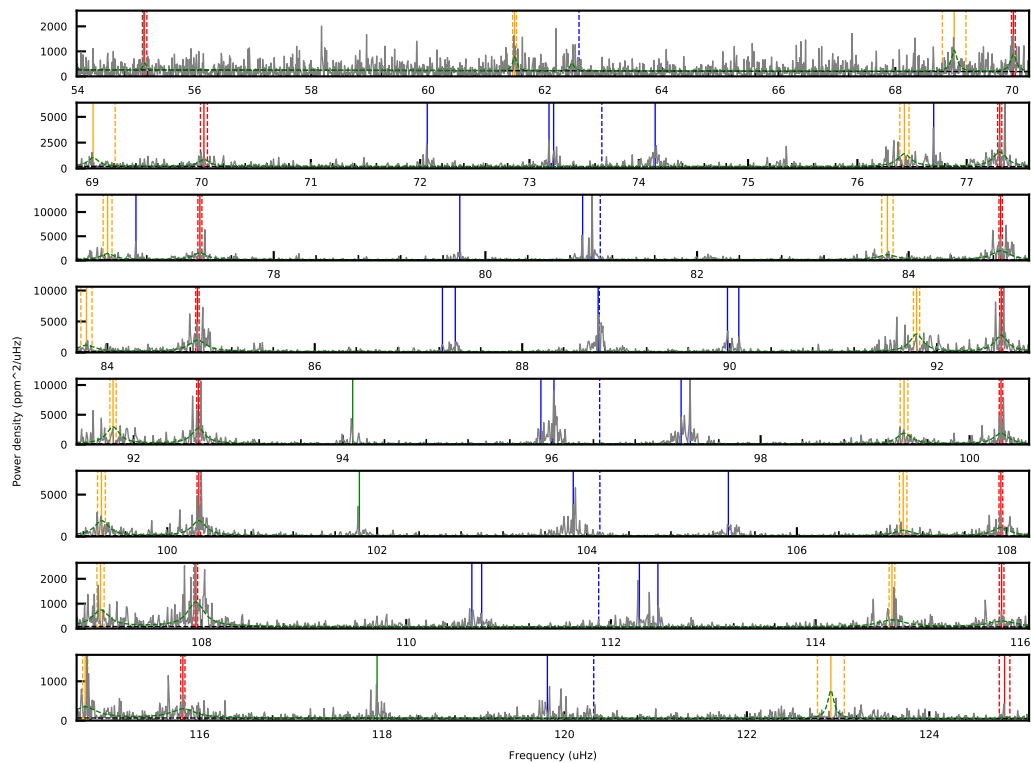 2000
1000
0
54 56 58 60 62 64 66 68 70
5000
2500
0
69 70 71 72 73 74 75 76 77
10000
5000
0
78 80 82 84
10000
5000
0
84 86 88 90 92
10000
5000
0
92 94 96 98 100
5000
0
100 102 104 106 108
2000
1000
0
108 110 112 114 116
1000
0
116 118 120 122 124
Power density (ppm^2/uHz)
Frequency (uHz)